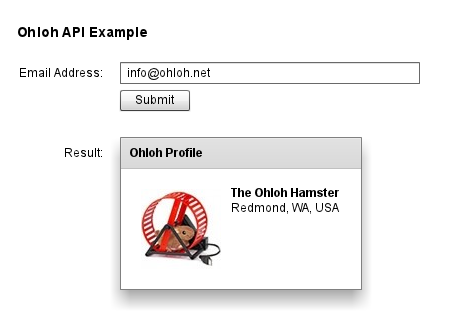 Ohloh API Example
Email Address: info@ohloh.net
Submit
Result:
Ohloh Profile
The Ohloh Hamster
Redmond, WA, USA